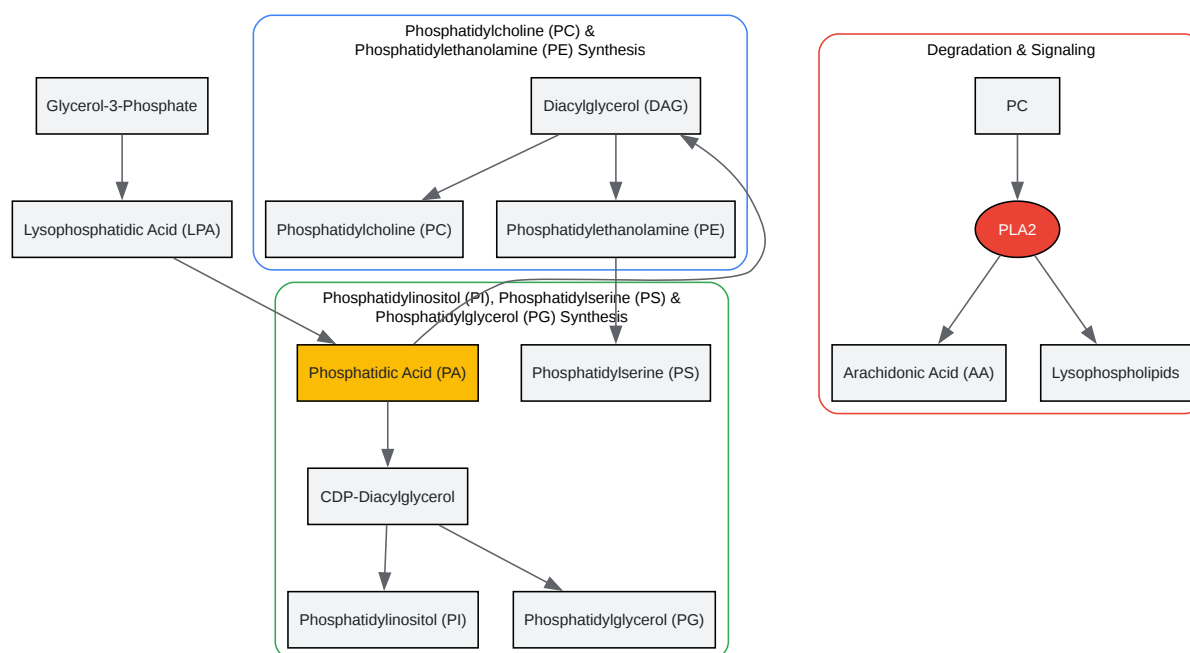 Phosphatidylcholine (PC) &
Phosphatidylethanolamine (PE) Synthesis
Degradation & Signaling
Glycerol-3-Phosphate
Diacylglycerol (DAG)
PC
Lysophosphatidic Acid (LPA)
Phosphatidylcholine (PC)
Phosphatidylethanolamine (PE)
PLA2
Phosphatidylinositol (PI), Phosphatidylserine (PS) &
Phosphatidylglycerol (PG) Synthesis
Phosphatidic Acid (PA)
Phosphatidylserine (PS)
Arachidonic Acid (AA)
Lysophospholipids
CDP-Diacylglycerol
Phosphatidylinositol (PI)
Phosphatidylglycerol (PG)